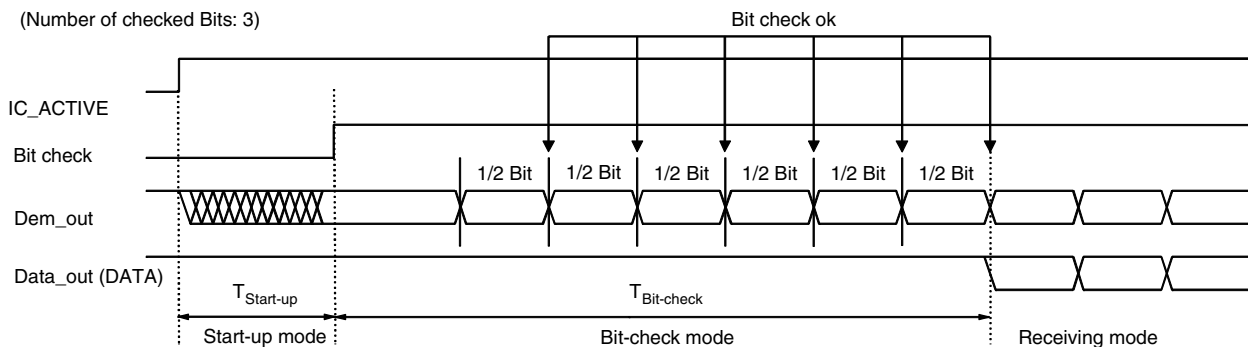 (Number of checked Bits: 3)
Bit check ok
IC_ACTIVE
Bit check
1/2 Bit 1/2 Bit 1/2 Bit 1/2 Bit 1/2 Bit 1/2 Bit
Dem_out
Data_out (DATA)
TStart-up TBit-check
Start-up mode Bit-check mode Receiving mode